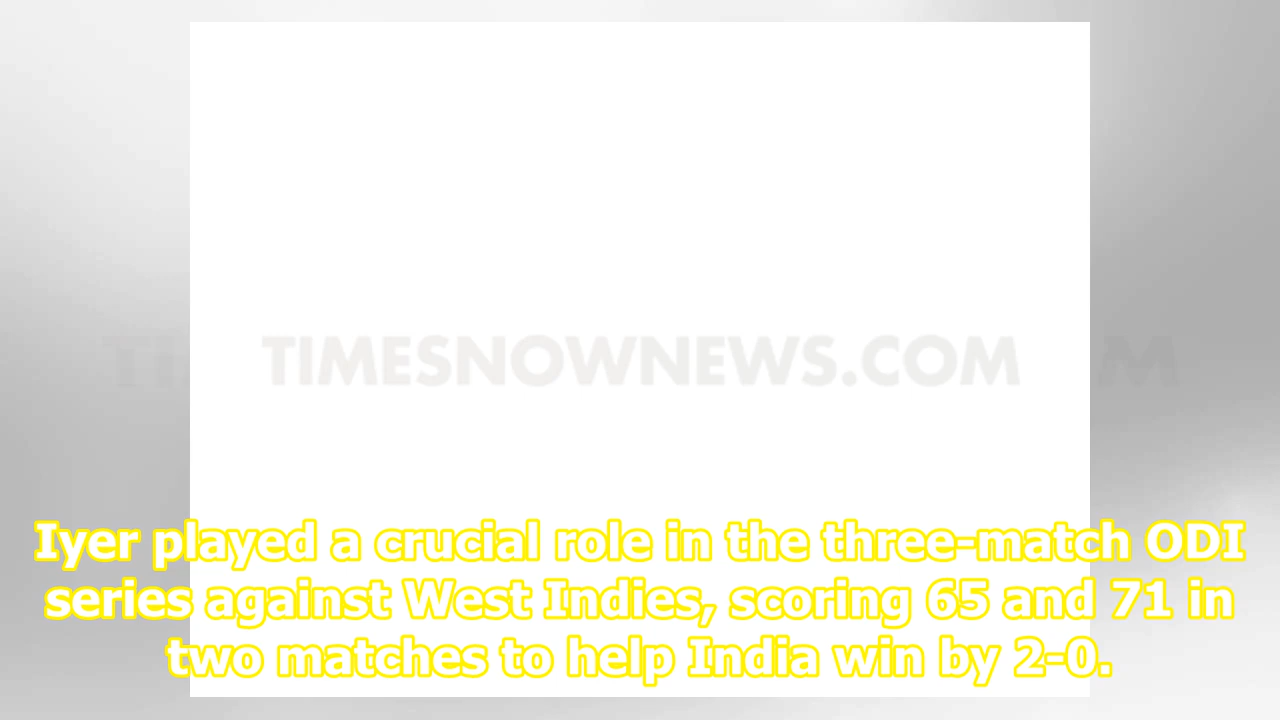 TIMESNOWNEWS.COM
Iyer played a crucial role in the three-match ODI
series against West Indies, scoring 65 and 71 in
two matches to help India win by 2-0.